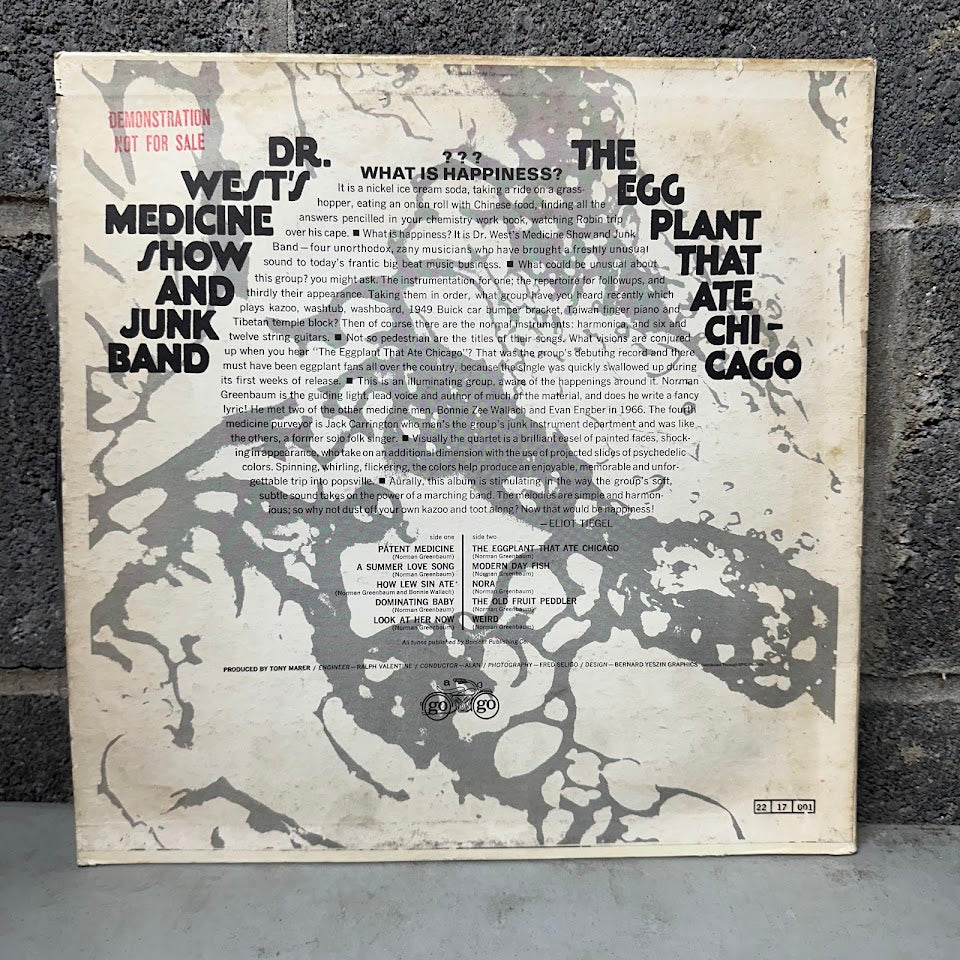 DEMONSTRATION
NOT FOR SALE
DR.
WEST'S
MEDICINE
SHOW
AND
JUNK
BAND
THE
EGG
PLANT
THAT
ATE
CHI-
CAGO
? ? ?
WHAT IS HAPPINESS?
It is a nickel ice cream soda, taking a ride on a grass-
hopper, eating an onion roll with Chinese food, finding all the
answers pencilled in your chemistry work book, watching Robin trip
over his cape. ■ What is happiness? It is Dr. West's Medicine Show and Junk
Band—four unorthodox, zany musicians who have brought a freshly unusual
sound to today's frantic big beat music business. ■ What could be unusual about
this group? you might ask. The instrumentation for one; the repertoire for followups, and
thirdly their appearance. Taking them in order, what group have you heard recently which
plays kazoo, washtub, washboard, 1949 Buick car bumper bracket, Taiwan finger piano and
Tibetan temple block? Then of course there are the normal instruments: harmonica, and six and
twelve string guitars. ■ Not so pedestrian are the titles of their songs. What visions are conjured
up when you hear "The Eggplant That Ate Chicago"? That was the group's debuting record and there
must have been eggplant fans all over the country, because the single was quickly swallowed up during
its first weeks of release. ■ This is an illuminating group, aware of the happenings around it. Norman
Greenbaum is the guiding light, lead voice and author of much of the material, and does he write a fancy
lyric! He met two of the other medicine men, Bonnie Zee Wallach and Evan Engber in 1966. The fourth
medicine purveyor is Jack Carrington who man's the group's junk instrument department and was like
the others, a former solo folk singer. ■ Visually the quartet is a brilliant easel of painted faces, shock-
ing in appearance, who take on an additional dimension with the use of projected slides of psychedelic
colors. Spinning, whirling, flickering, the colors help produce an enjoyable, memorable and unfor-
gettable trip into popsville. ■ Aurally, this album is stimulating in the way the group's soft,
subtle sound takes on the power of a marching band. The melodies are simple and harmon-
ious; so why not dust off your own kazoo and toot along? Now that would be happiness!
—ELIOT TIEGEL
side one
PATENT MEDICINE
(Norman Greenbaum)
A SUMMER LOVE SONG
(Norman Greenbaum)
HOW LEW SIN ATE
(Norman Greenbaum and Bonnie Wallach)
DOMINATING BABY
(Norman Greenbaum)
LOOK AT HER NOW
(Norman Greenbaum)
side two
THE EGGPLANT THAT ATE CHICAGO
(Norman Greenbaum)
MODERN DAY FISH
(Norman Greenbaum)
NORA
(Norman Greenbaum)
THE OLD FRUIT PEDDLER
(Norman Greenbaum)
WEIRD
(Norman Greenbaum)
All tunes published by Publishing
PRODUCED BY TONY MARER / ENGINEER—RALPH VALENTINE / CONDUCTOR—ALAN / PHOTOGRAPHY—FRED SELIGO / DESIGN—BERNARD YESZIN GRAPHICS
a
go go
22 17 001